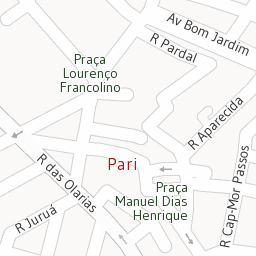 Av Bom Jardim
R Pardal
Praça
Lourenço
Francolino
R Aparecida
R das Olarias
Pari
Praça
Manuel Dias
Henrique
R Cap-Mor Passos
R Juruá